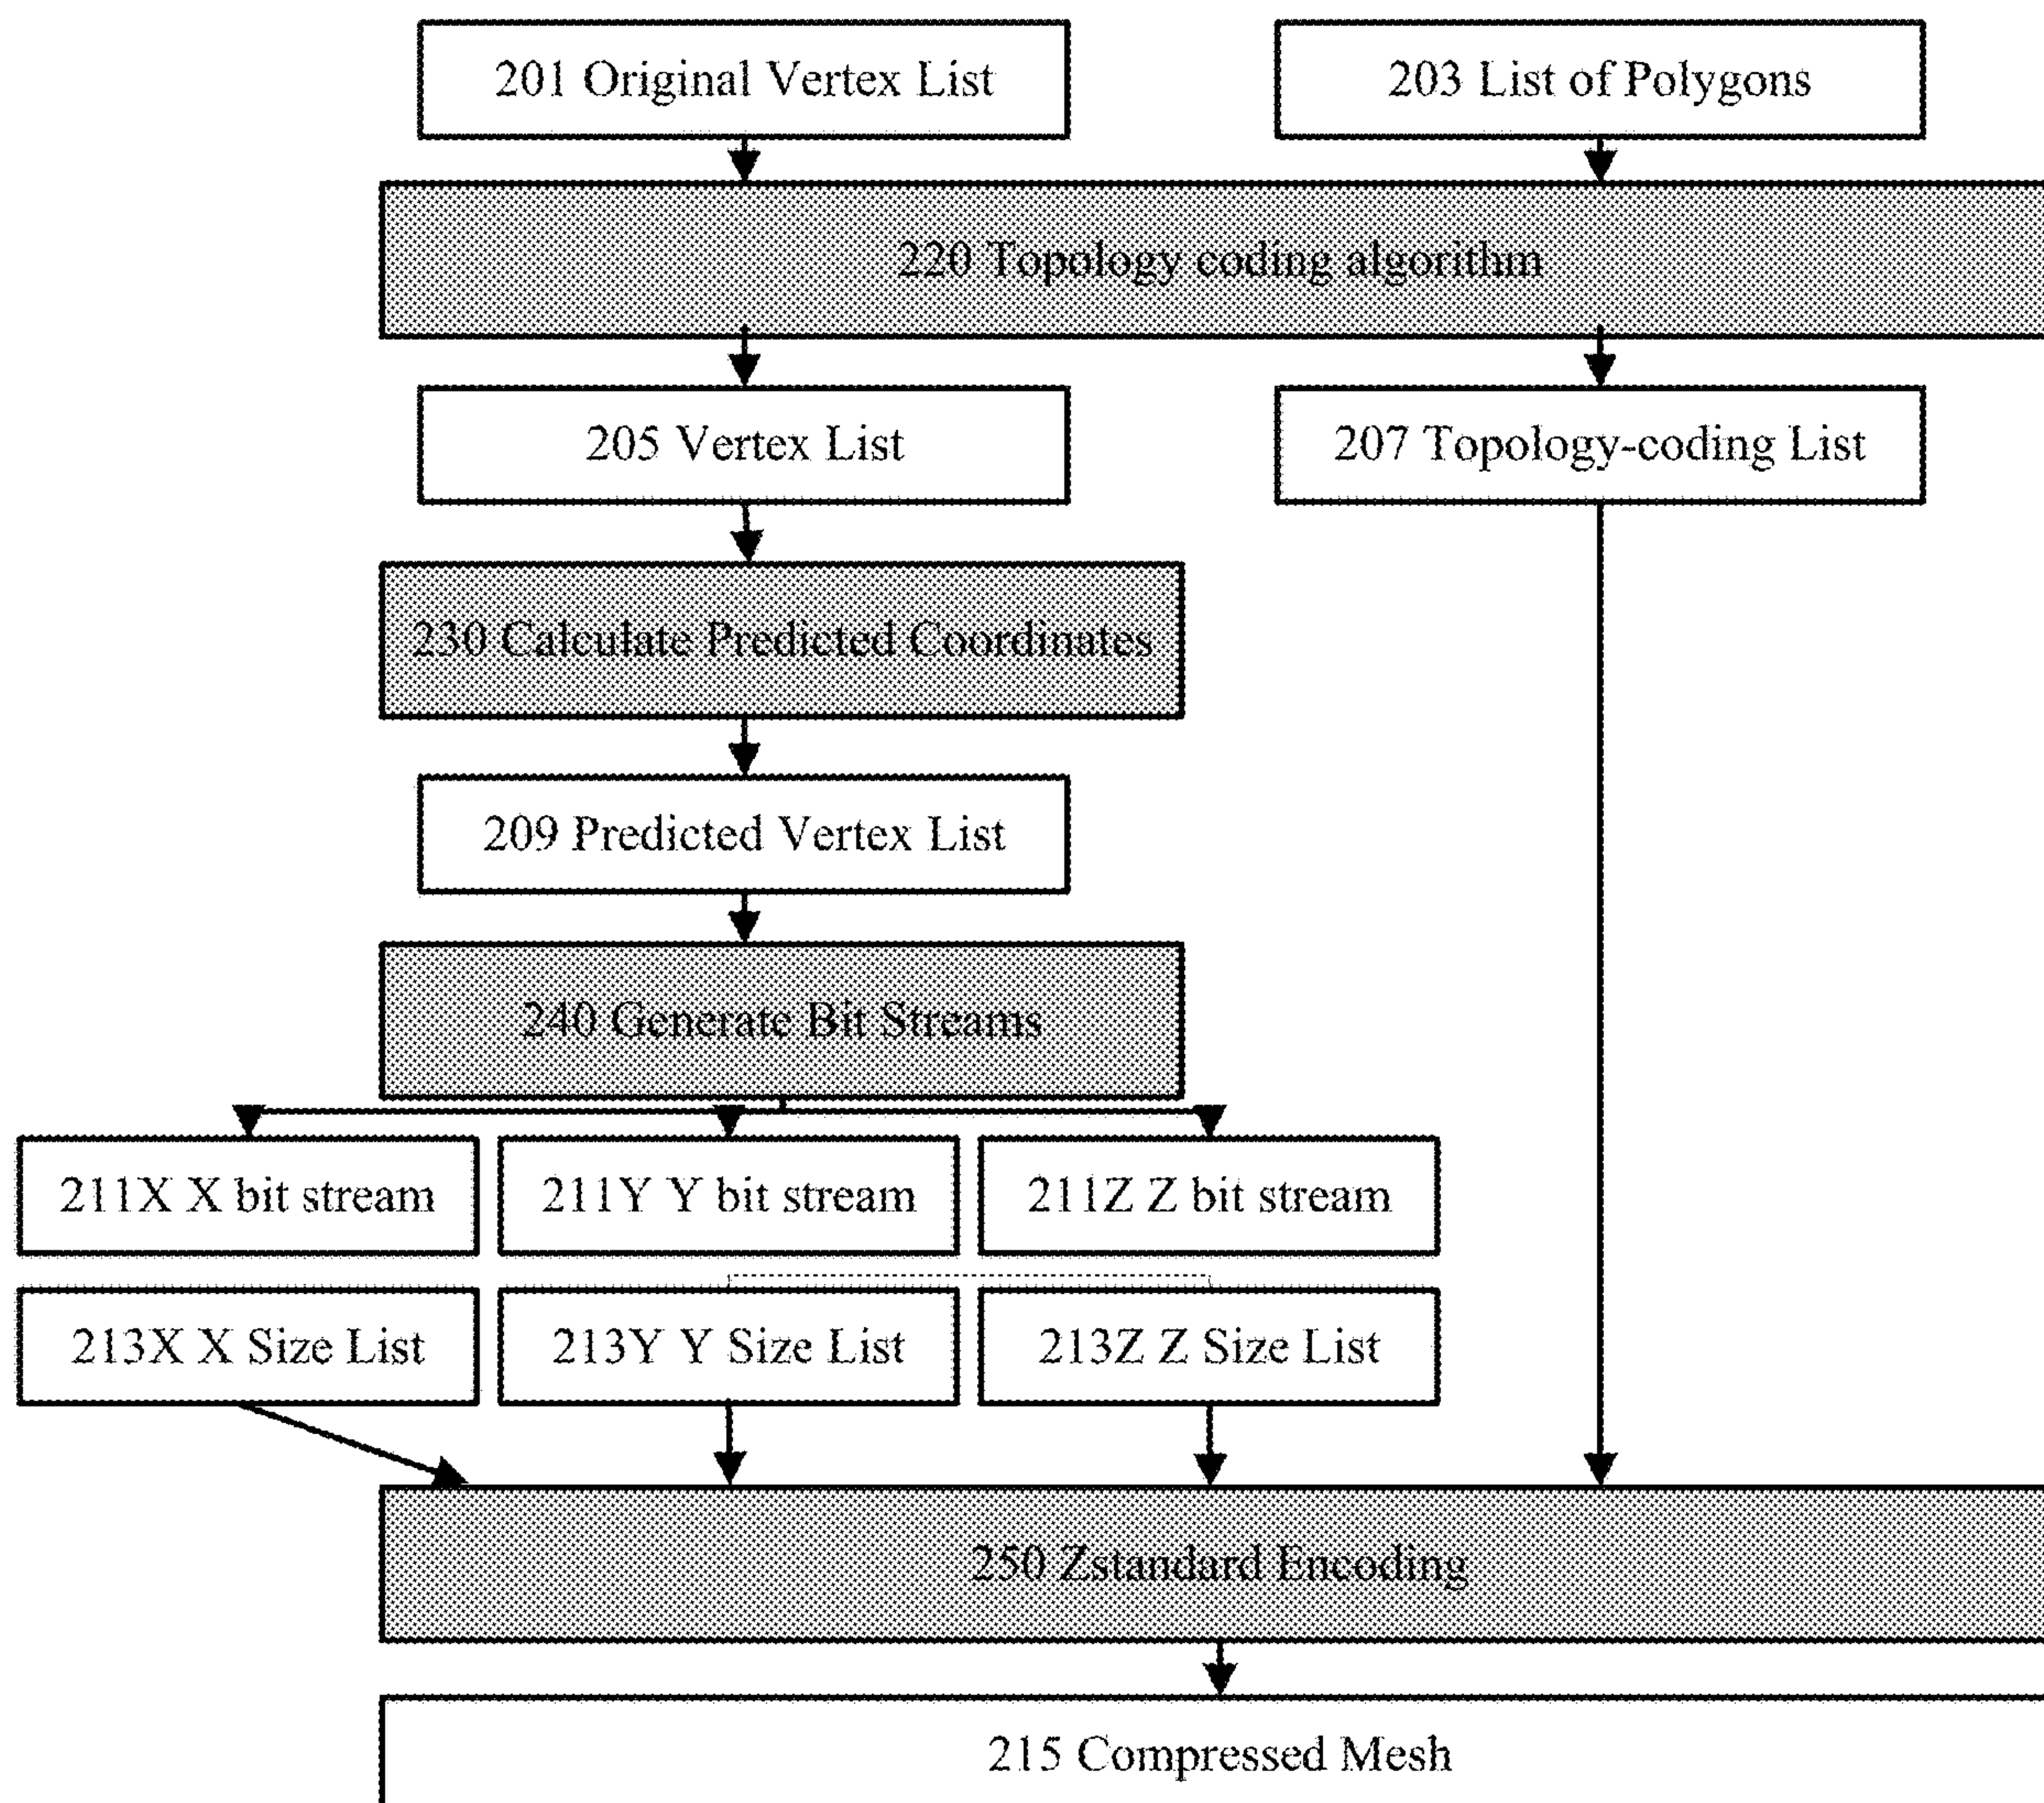 201 Original Vertex List
203 List of Polygons
220 Topology coding algorithm
205 Vertex List
207 Topology-coding List
230 Calculate Predicted Coordinates
209 Predicted Vertex List
240 Generate Bit Streams
211X X bit stream
211Y Y bit stream
211Z Z bit stream
213X X Size List
213Y Y Size List
213Z Z Size List
250 Zstandard Encoding
215 Compressed Mesh